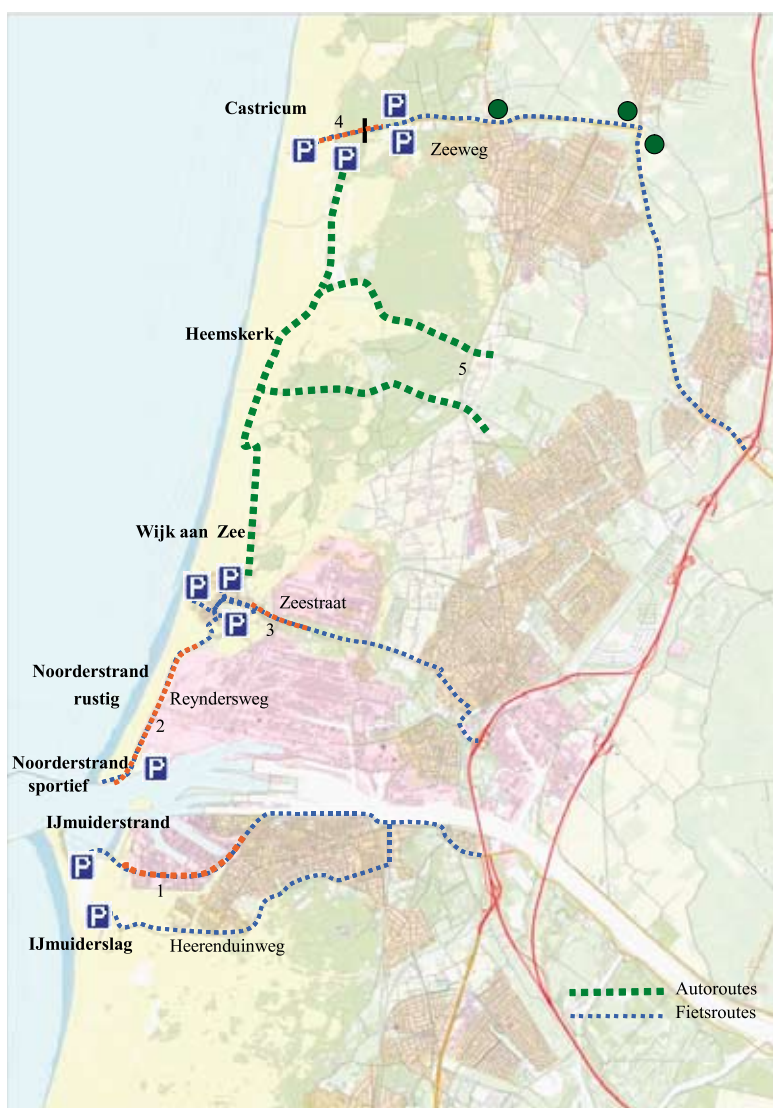 P
Castricum
4
P
P
P
Zeeweg
Heemskerk
5
Wijk aan Zee
P
P
Zeestraat
P
3
Noorderstrand
rustig
Reyndersweg
2
Noorderstrand
sportief
P
IJmuiderstrand
P
1
P
IJmuiderslag
Heerenduinweg
Autoroutes
Fietsroutes